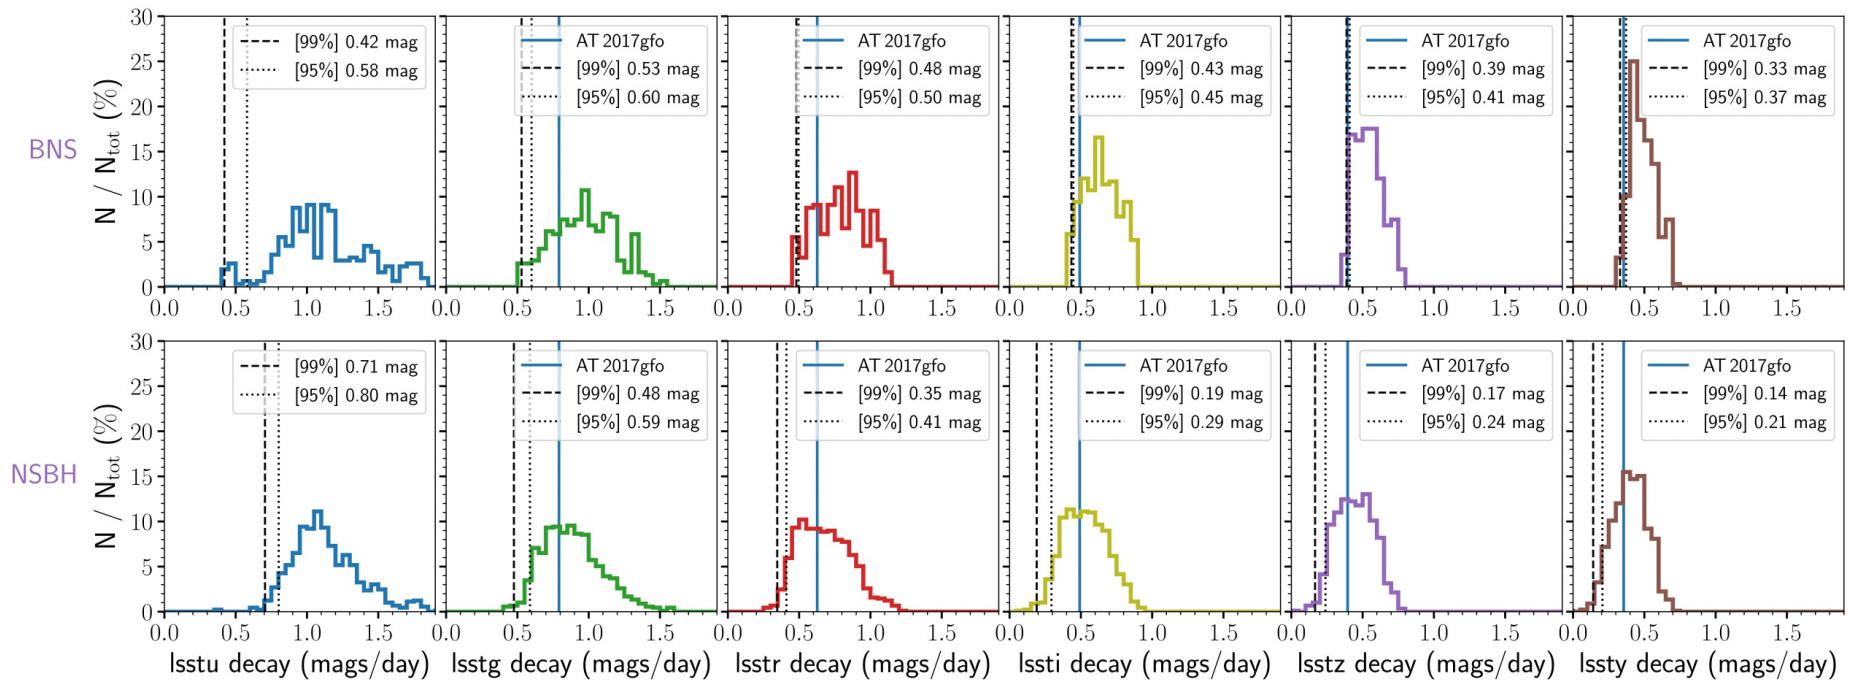 BNS
N / Ntot (%)
30
25
20
15
10
5
0
[99%] 0.42 mag
[95%] 0.58 mag
0.0 0.5 1.0 1.5
AT 2017gfo
[99%] 0.53 mag
[95%] 0.60 mag
0.0 0.5 1.0 1.5
AT 2017gfo
[99%] 0.48 mag
[95%] 0.50 mag
0.0 0.5 1.0 1.5
AT 2017gfo
[99%] 0.43 mag
[95%] 0.45 mag
0.0 0.5 1.0 1.5
AT 2017gfo
[99%] 0.39 mag
[95%] 0.41 mag
0.0 0.5 1.0 1.5
AT 2017gfo
[99%] 0.33 mag
[95%] 0.37 mag
0.0 0.5 1.0 1.5
NSBH
N / Ntot (%)
30
25
20
15
10
5
0
[99%] 0.71 mag
[95%] 0.80 mag
0.0 0.5 1.0 1.5
lsstu decay (mags/day)
AT 2017gfo
[99%] 0.48 mag
[95%] 0.59 mag
0.0 0.5 1.0 1.5
lsstg decay (mags/day)
AT 2017gfo
[99%] 0.35 mag
[95%] 0.41 mag
0.0 0.5 1.0 1.5
lsstr decay (mags/day)
AT 2017gfo
[99%] 0.19 mag
[95%] 0.29 mag
0.0 0.5 1.0 1.5
lssti decay (mags/day)
AT 2017gfo
[99%] 0.17 mag
[95%] 0.24 mag
0.0 0.5 1.0 1.5
lsstz decay (mags/day)
AT 2017gfo
[99%] 0.14 mag
[95%] 0.21 mag
0.0 0.5 1.0 1.5
lssty decay (mags/day)